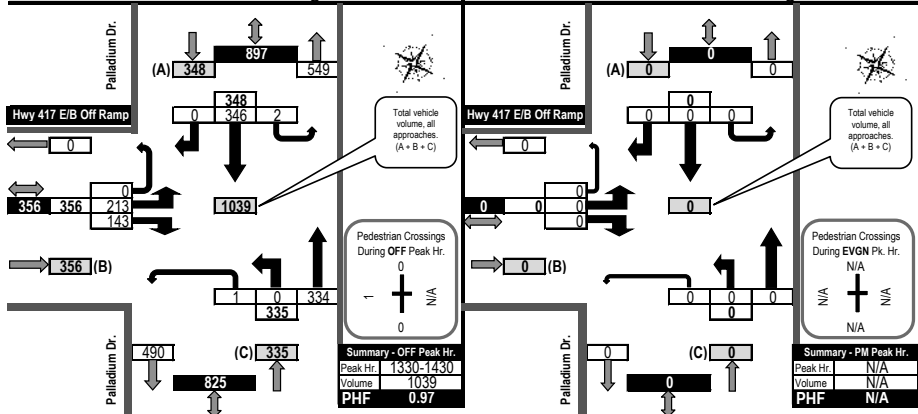 Palladium Dr.
897
(A) 348
549
348
0 346 2
Hwy 417 E/B Off Ramp
0
Total vehicle
volume, all
approaches.
(A + B + C)
0
356 356 213
143
1039
356 (B)
Pedestrian Crossings
During OFF Peak Hr.
0
1 N/A
0
1 0 334
335
Palladium Dr.
490
(C) 335
825
Summary - OFF Peak Hr.
Peak Hr. 1330-1430
Volume 1039
PHF 0.97
Palladium Dr.
0
(A) 0
0
0
0 0 0
Hwy 417 E/B Off Ramp
0
Total vehicle
volume, all
approaches.
(A + B + C)
0
0 0 0
0
0
0 (B)
Pedestrian Crossings
During EVGN Pk. Hr.
N/A
N/A N/A
N/A
0 0 0
0
Palladium Dr.
0
(C) 0
0
Summary - PM Peak Hr.
Peak Hr. N/A
Volume N/A
PHF N/A